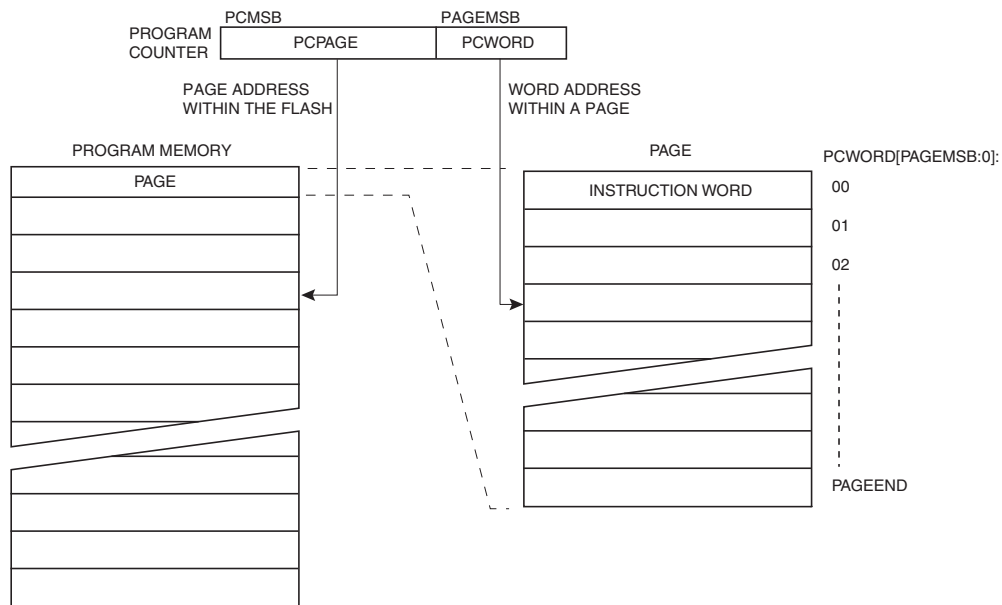 PCMSB PAGEMSB
PROGRAM
COUNTER
PCPAGE PCWORD
PAGE ADDRESS
WITHIN THE FLASH
WORD ADDRESS
WITHIN A PAGE
PROGRAM MEMORY
PAGE
PAGE
INSTRUCTION WORD
PCWORD[PAGEMSB:0]:
00
01
02
PAGEEND